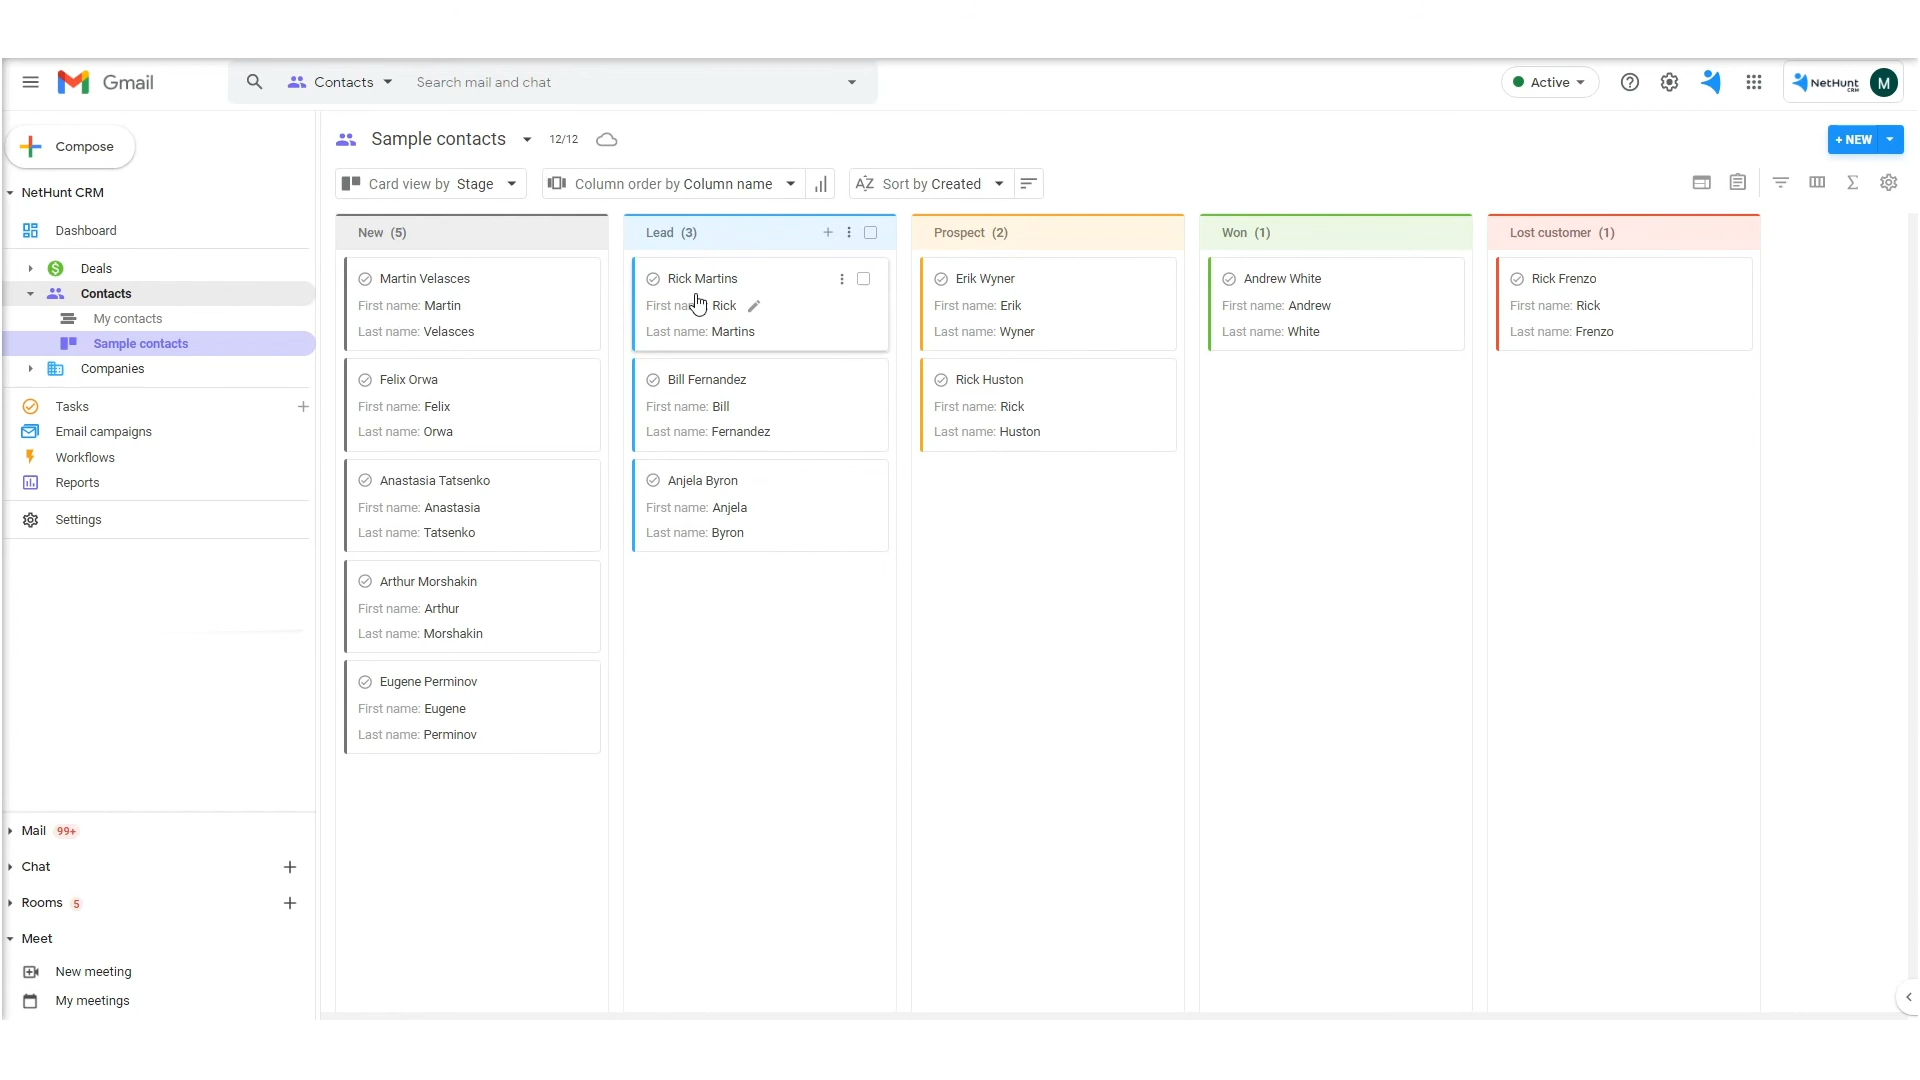 Gmail
Contacts
Search mail and chat
Active
NetHunt
CRM
M
Compose
NetHunt CRM
Dashboard
Deals
Contacts
My contacts
Sample contacts
Companies
Tasks
Email campaigns
Workflows
Reports
Settings
Mail 99+
Chat
Rooms 5
Meet
New meeting
My meetings
Sample contacts 12/12
+ NEW
Card view by Stage
Column order by Column name
AZ Sort by Created
New (5)
Martin Velasces
First name: Martin
Last name: Velasces
Felix Orwa
First name: Felix
Last name: Orwa
Anastasia Tatsenko
First name: Anastasia
Last name: Tatsenko
Arthur Morshakin
First name: Arthur
Last name: Morshakin
Eugene Perminov
First name: Eugene
Last name: Perminov
Lead (3)
Rick Martins
First name: Rick
Last name: Martins
Bill Fernandez
First name: Bill
Last name: Fernandez
Anjela Byron
First name: Anjela
Last name: Byron
Prospect (2)
Erik Wyner
First name: Erik
Last name: Wyner
Rick Huston
First name: Rick
Last name: Huston
Won (1)
Andrew White
First name: Andrew
Last name: White
Lost customer (1)
Rick Frenzo
First name: Rick
Last name: Frenzo